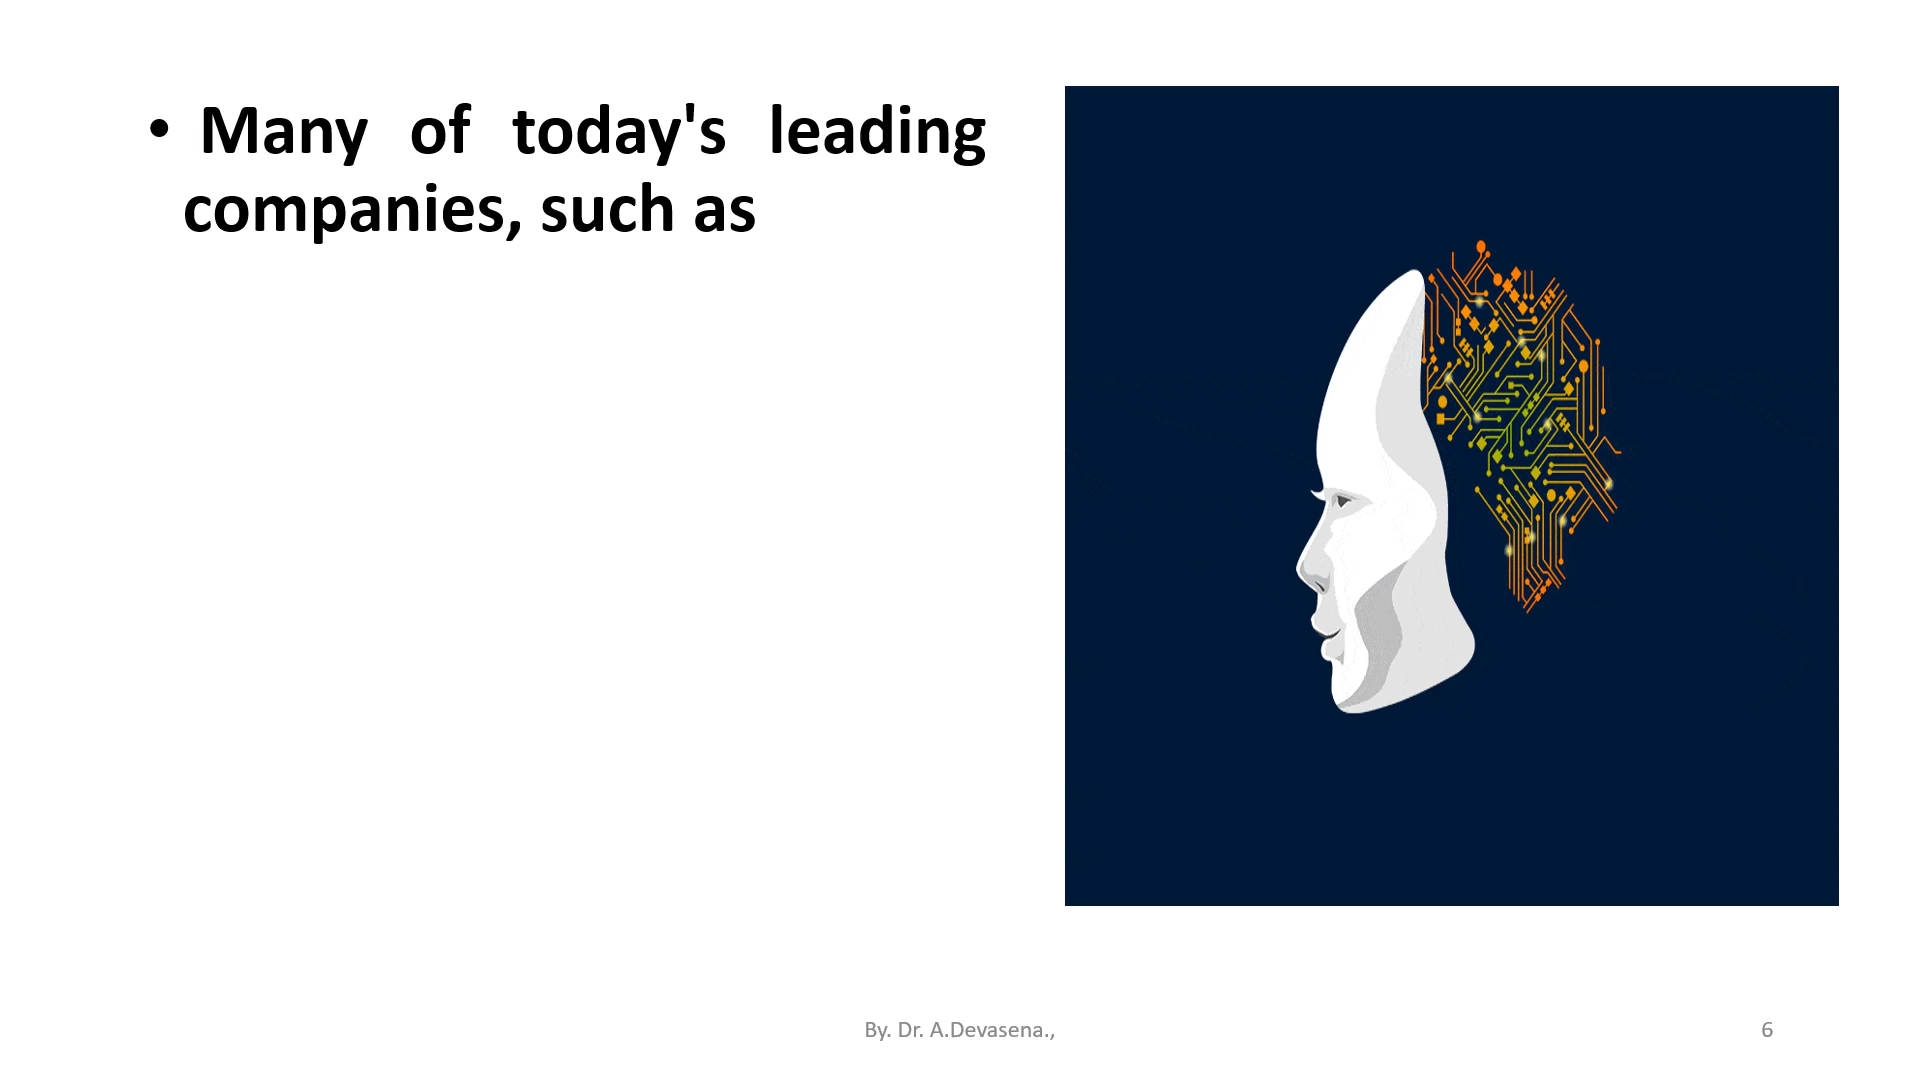 • Many of today's leading
companies, such as
By. Dr. A.Devasena.,
6